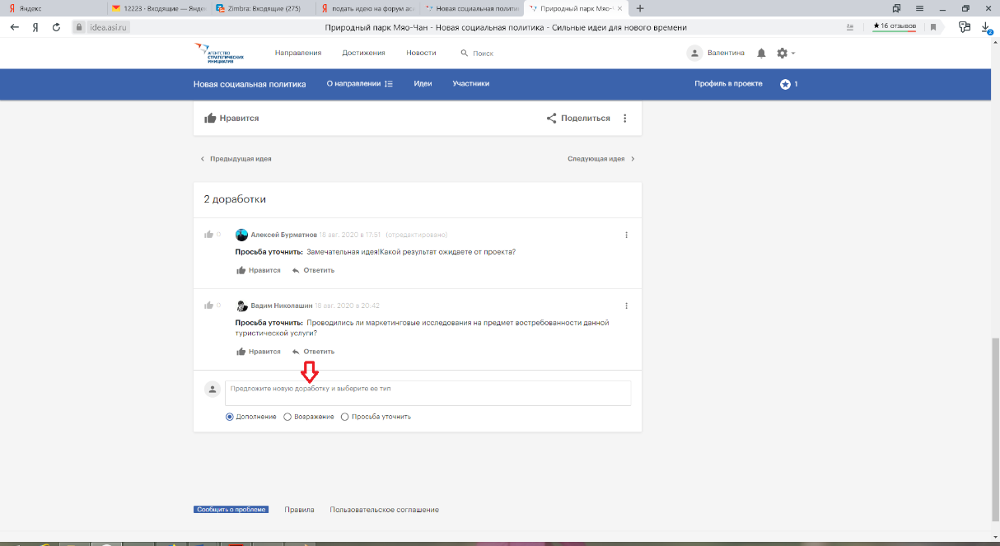 Яндекс
12223 · Входящие — Яндекс
Zimbra: Входящие (275)
подать идею на форум аси
Новая социальная политика
Природный парк Мяо-Ч
idea.asi.ru
Природный парк Мяо-Чан - Новая социальная политика - Сильные идеи для нового времени
★ 16 отзывов
2
АГЕНТСТВО
СТРАТЕГИЧЕСКИХ
ИНИЦИАТИВ
Направления
Достижения
Новости
Поиск
Валентина
Новая социальная политика
О направлении
Идеи
Участники
Профиль в проекте
1
Нравится
Поделиться
Предыдущая идея
Следующая идея
2 доработки
0
Алексей Бурматнов 18 авг. 2020 в 17:51 (отредактировано)
Просьба уточнить: Замечательная идея!Какой результат ожидаете от проекта?
Нравится
Ответить
0
Вадим Николашин 18 авг. 2020 в 20:42
Просьба уточнить: Проводились ли маркетинговые исследования на предмет востребованности данной
туристической услуги?
Нравится
Ответить
Предложите новую доработку и выберите ее тип
Дополнение
Возражение
Просьба уточнить
Сообщить о проблеме
Правила
Пользовательское соглашение